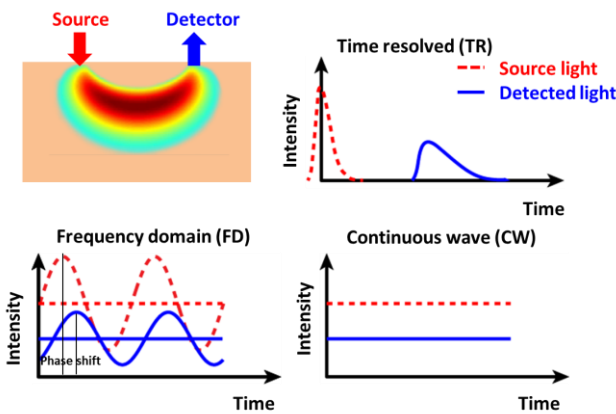 Source
Detector
Time resolved (TR)
Source light
Detected light
Intensity
Time
Frequency domain (FD)
Intensity
Phase shift
Time
Continuous wave (CW)
Intensity
Time